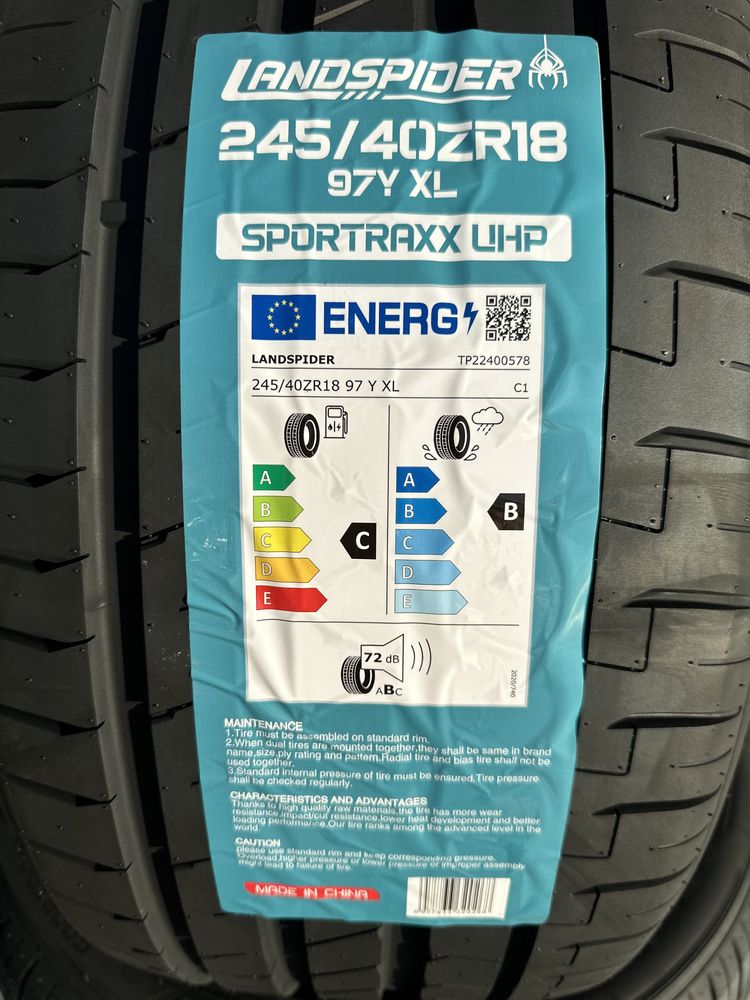 LANDSPIDER
245/40ZR18
97Y XL
SPORTRAXX UHP
ENERG
LANDSPIDER TP22400578
245/40ZR18 97 Y XL C1
A A
B B B
C C C
D D
E E
72 dB
ABC
2020/740
MAINTENANCE
1.Tire must be assembled on standard rim.
2.When dual tires are mounted together,they shall be same in brand
name,size,ply rating and pattern.Radial tire and bias tire shall not be
used together.
3.Standard internal pressure of tire must be ensured.Tire pressure
shall be checked regularly.
CHARACTERISTICS AND ADVANTAGES
Thanks to high quality raw materials,the tire has more wear
resistance,impact/cut resistance,lower heat development and better
loading performance.Our tire ranks among the advanced level in the
world.
CAUTION
please use standard rim and keep corresponding pressure.
Overload,higher pressure or lower pressure or improper assembly
might lead to failure of tire.
MADE IN CHINA